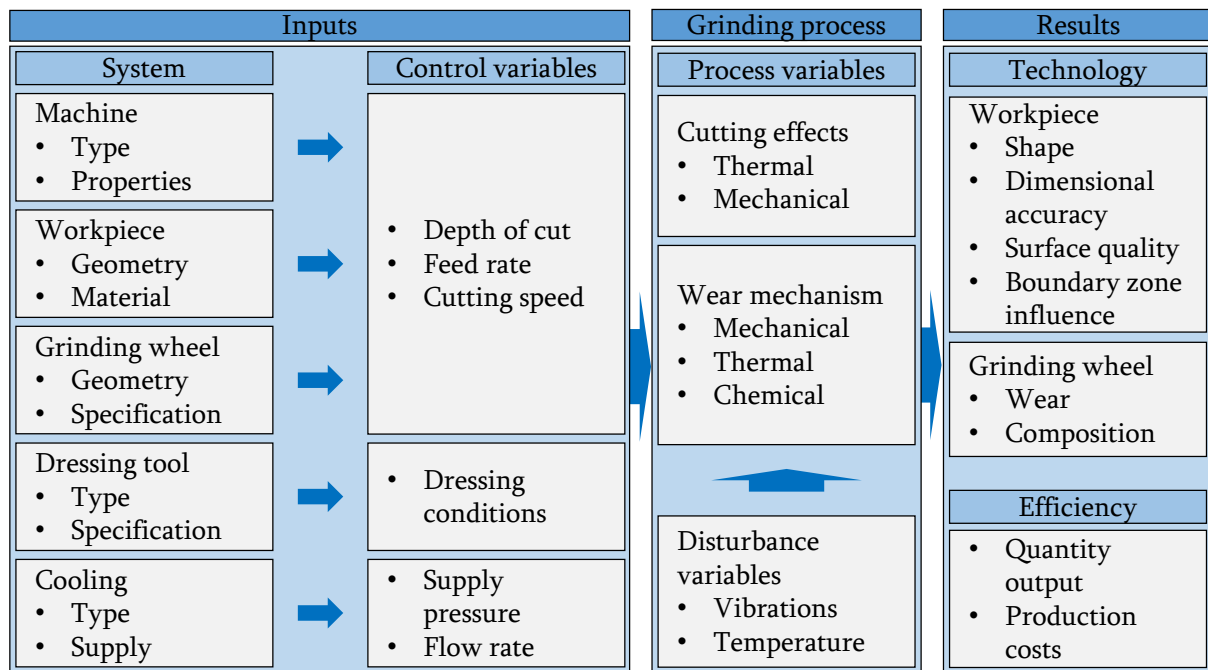 Inputs
System
Machine
• Type
• Properties
Workpiece
• Geometry
• Material
Grinding wheel
• Geometry
• Specification
Dressing tool
• Type
• Specification
Cooling
• Type
• Supply
Control variables
• Depth of cut
• Feed rate
• Cutting speed
• Dressing
conditions
• Supply
pressure
• Flow rate
Grinding process
Process variables
Cutting effects
• Thermal
• Mechanical
Wear mechanism
• Mechanical
• Thermal
• Chemical
Disturbance
variables
• Vibrations
• Temperature
Results
Technology
Workpiece
• Shape
• Dimensional
accuracy
• Surface quality
• Boundary zone
influence
Grinding wheel
• Wear
• Composition
Efficiency
• Quantity
output
• Production
costs